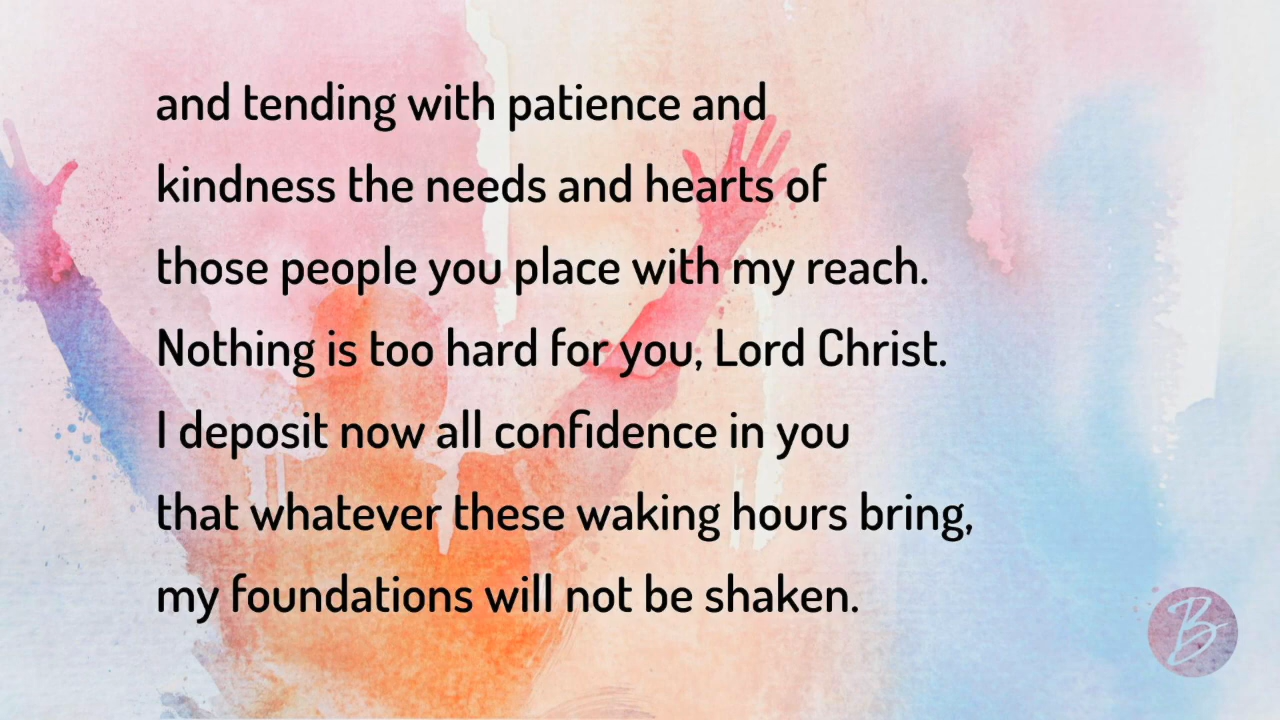 and tending with patience and
kindness the needs and hearts of
those people you place with my reach.
Nothing is too hard for you, Lord Christ.
I deposit now all confidence in you
that whatever these waking hours bring,
my foundations will not be shaken.
B